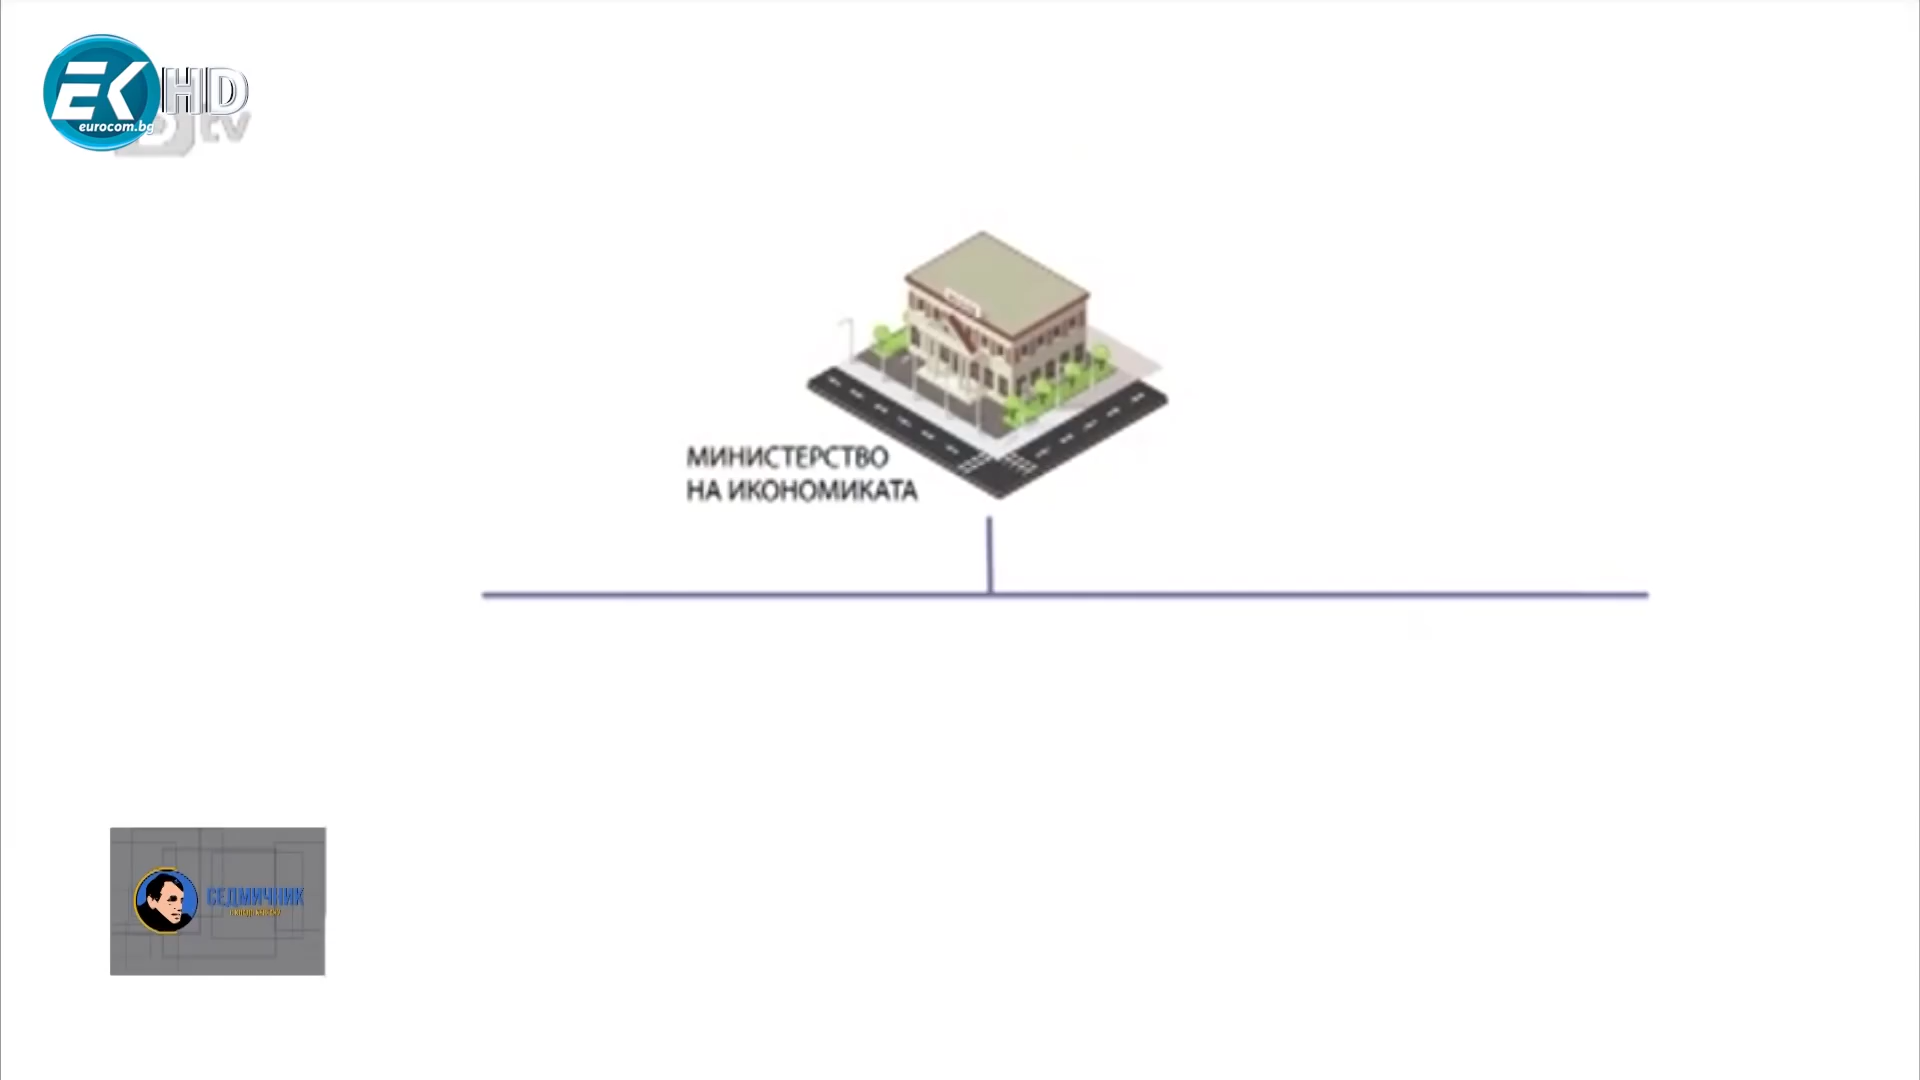 EK HD
eurocom.bg
tv
МИНИСТЕРСТВО
НА ИКОНОМИКАТА
СЕДМИЧНИК